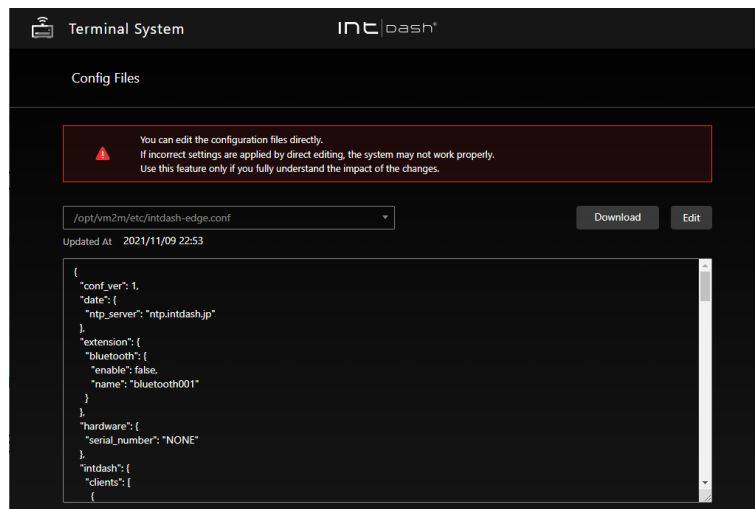 Terminal System
INT|DASH®
Config Files
You can edit the configuration files directly.
If incorrect settings are applied by direct editing, the system may not work properly.
Use this feature only if you fully understand the impact of the changes.
/opt/vm2m/etc/intdash-edge.conf
Download
Edit
Updated At 2021/11/09 22:53
{
"conf_ver": 1,
"date": {
"ntp_server": "ntp.intdash.jp"
},
"extension": {
"bluetooth": {
"enable": false,
"name": "bluetooth001"
}
},
"hardware": {
"serial_number": "NONE"
},
"intdash": {
"clients": [
{